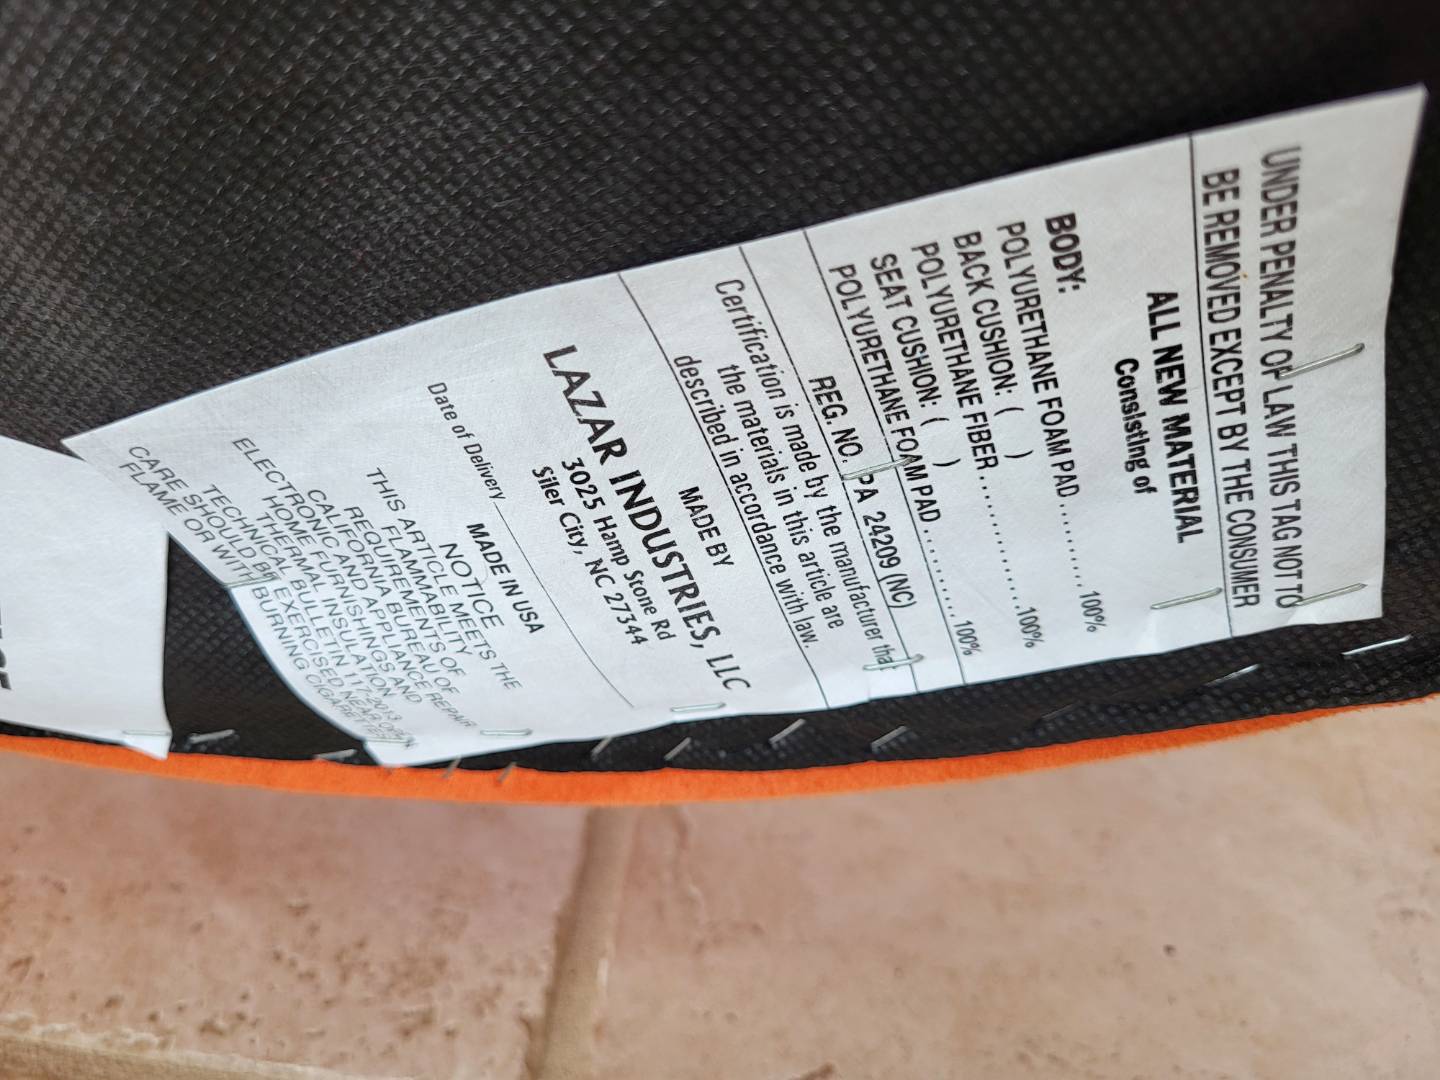 UNDER PENALTY OF LAW THIS TAG NOT TO
BE REMOVED EXCEPT BY THE CONSUMER
ALL NEW MATERIAL
Consisting of
BODY:
POLYURETHANE FOAM PAD ........ 100%
BACK CUSHION: ( )
POLYURETHANE FIBER .............. 100%
SEAT CUSHION: ( )
POLYURETHANE FOAM PAD .......... 100%
REG. NO. PA 24209 (NC)
Certification is made by the manufacturer that
the materials in this article are
described in accordance with law.
MADE BY
LAZAR INDUSTRIES, LLC
3025 Hamp Stone Rd
Siler City, NC 27344
Date of Delivery
MADE IN USA
NOTICE
THIS ARTICLE MEETS THE
FLAMMABILITY
REQUIREMENTS OF
CALIFORNIA BUREAU OF
ELECTRONIC AND APPLIANCE REPAIR
HOME FURNISHINGS AND
THERMAL INSULATION
TECHNICAL BULLETIN 117-2013.
CARE SHOULD BE EXERCISED NEAR OPEN
FLAME OR WITH BURNING CIGARETTES